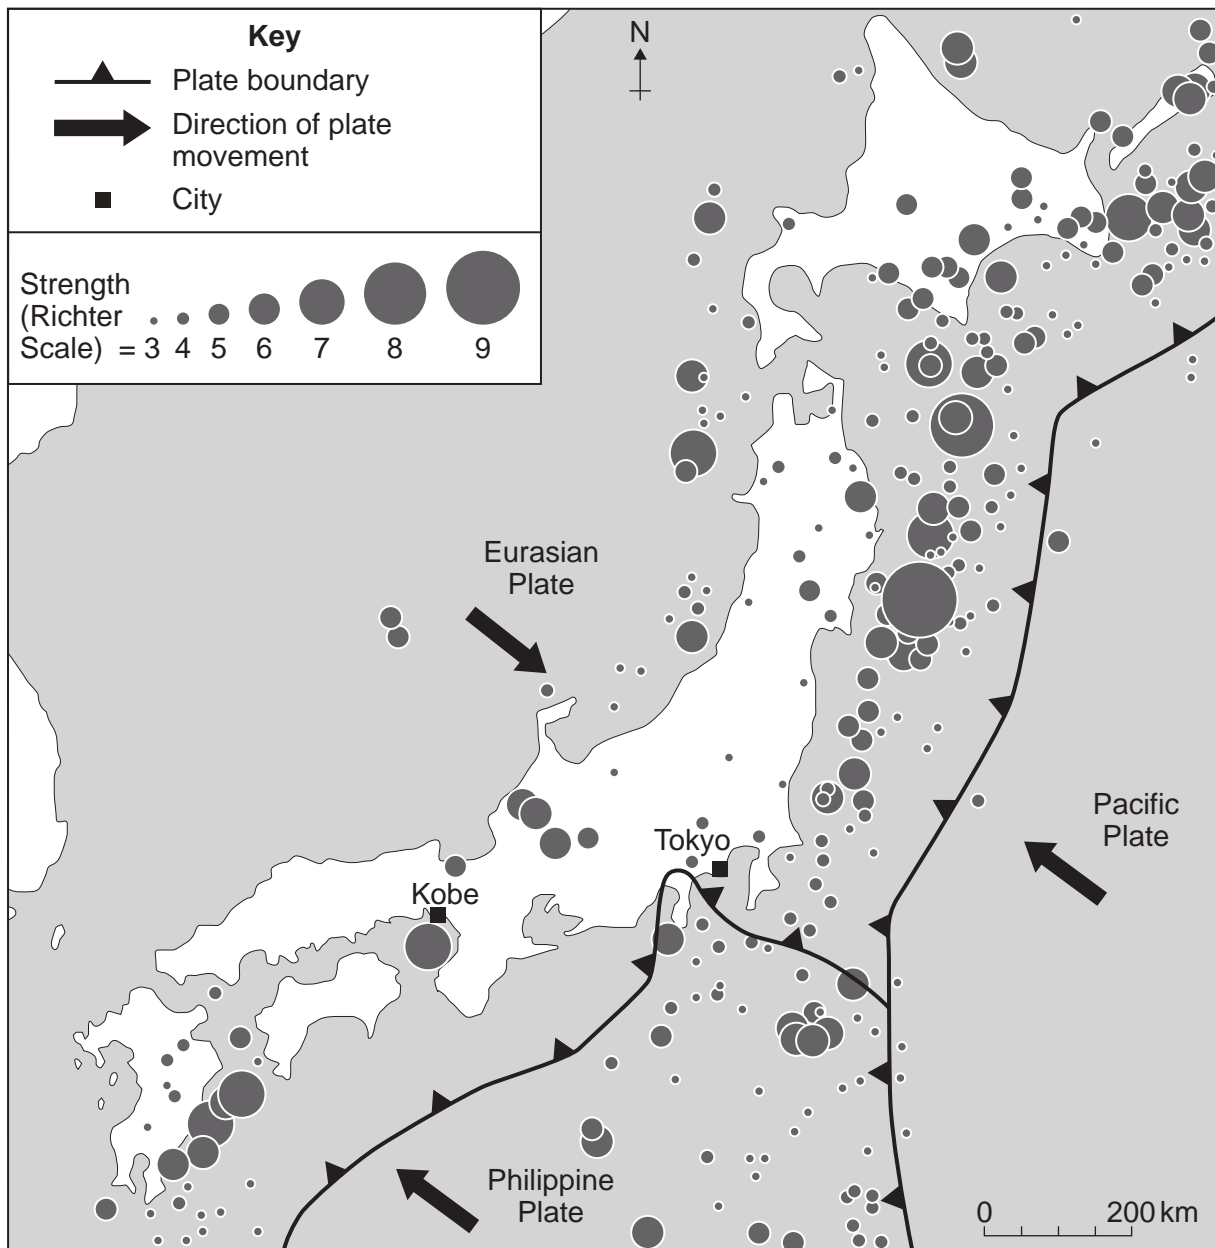 Key
Plate boundary
Direction of plate
movement
City
Strength
(Richter
Scale) = 3 4 5 6 7 8 9
N
Eurasian
Plate
Pacific
Plate
Tokyo
Kobe
Philippine
Plate
0 200 km